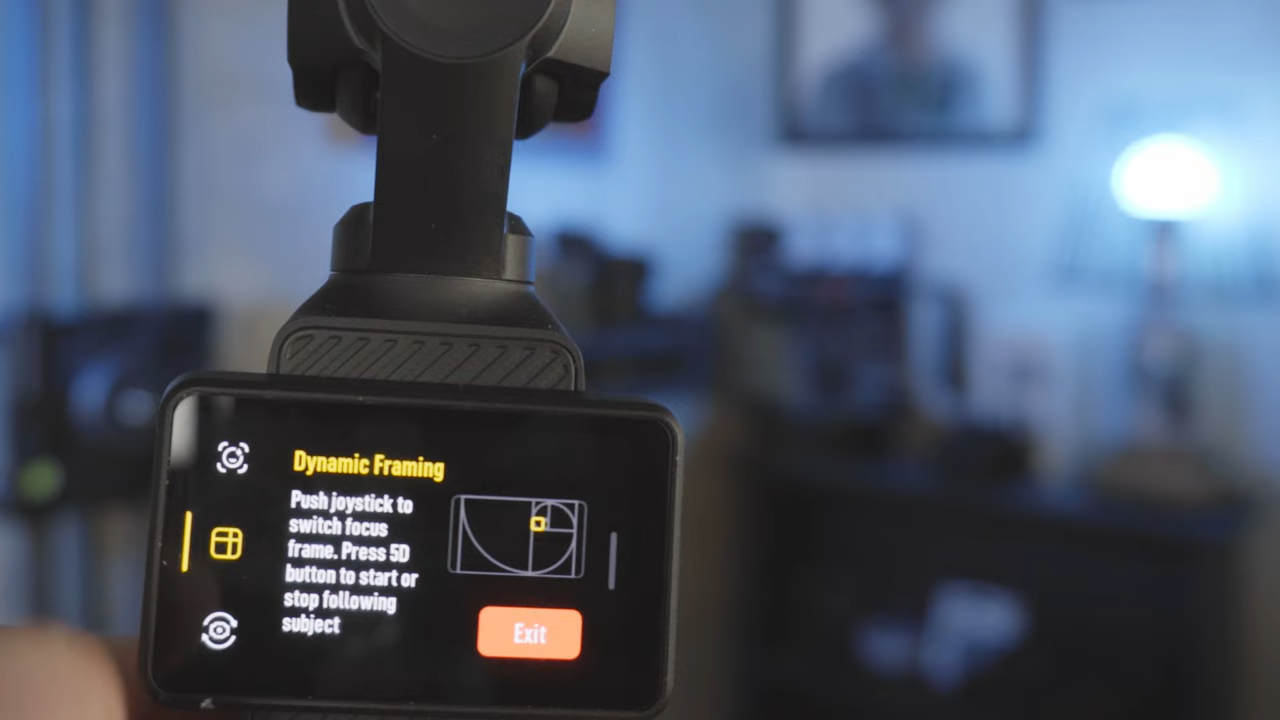 Dynamic Framing
Push joystick to
switch focus
frame. Press 5D
button to start or
stop following
subject
Exit